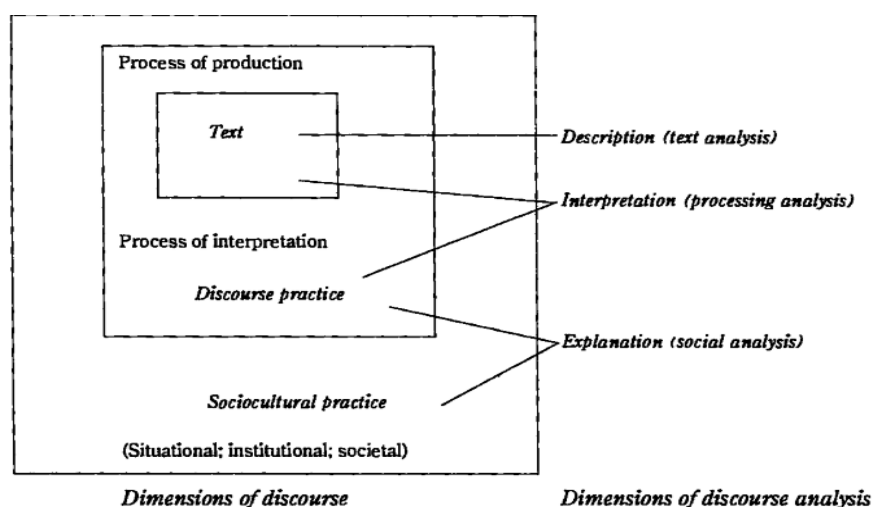 Process of production
Text
Description (text analysis)
Interpretation (processing analysis)
Process of interpretation
Discourse practice
Explanation (social analysis)
Sociocultural practice
(Situational; institutional; societal)
Dimensions of discourse
Dimensions of discourse analysis